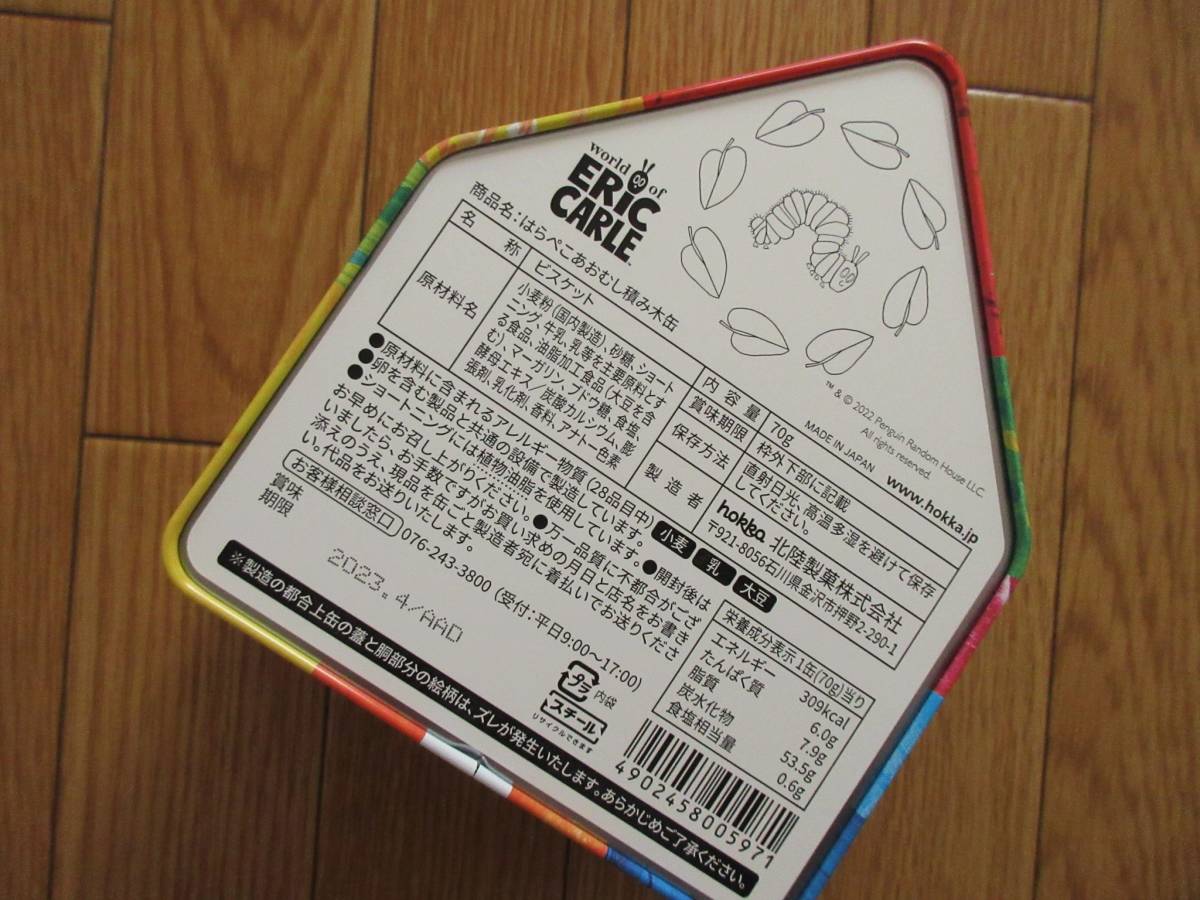 world of
ERIC
CARLE
™ & © 2022 Penguin Random House LLC.
All rights reserved.
MADE IN JAPAN
www.hokka.jp
商品名：はらぺこあおむし積み木缶
名 称 ビスケット
原材料名 小麦粉(国内製造)、砂糖、ショート
ニング、牛乳、乳等を主要原料とす
る食品、油脂加工食品(大豆を含
む)、マーガリン、ブドウ糖、食塩、
酵母エキス／炭酸カルシウム、膨
張剤、乳化剤、香料、アナトー色素
内容量 70g
賞味期限 枠外下部に記載
保存方法 直射日光、高温多湿を避けて保存
してください。
製造者 hokka 北陸製菓株式会社
〒921-8056石川県金沢市押野2-290-1
●原材料に含まれるアレルギー物質(28品目中) 小麦 乳 大豆
●卵を含む製品と共通の設備で製造しています。
●ショートニングには植物油脂を使用しています。●開封後は
お早めにお召し上がりください。●万一品質に不都合がござ
いましたら、お手数ですがお買い求めの月日と店名をお書き
添えのうえ、現品を缶ごと製造者宛に着払いでお送りくださ
い。代品をお送りいたします。
お客様相談窓口 076-243-3800 (受付：平日9:00～17:00)
賞味
期限
2023.4/AAD
栄養成分表示 1缶(70g)当り
エネルギー 309kcal
たんぱく質 6.0g
脂質 7.9g
炭水化物 53.5g
食塩相当量 0.6g
プラ 内袋
スチール
リサイクルできます
4902458005971
※製造の都合上缶の蓋と胴部分の絵柄は、ズレが発生いたします。あらかじめご了承ください。